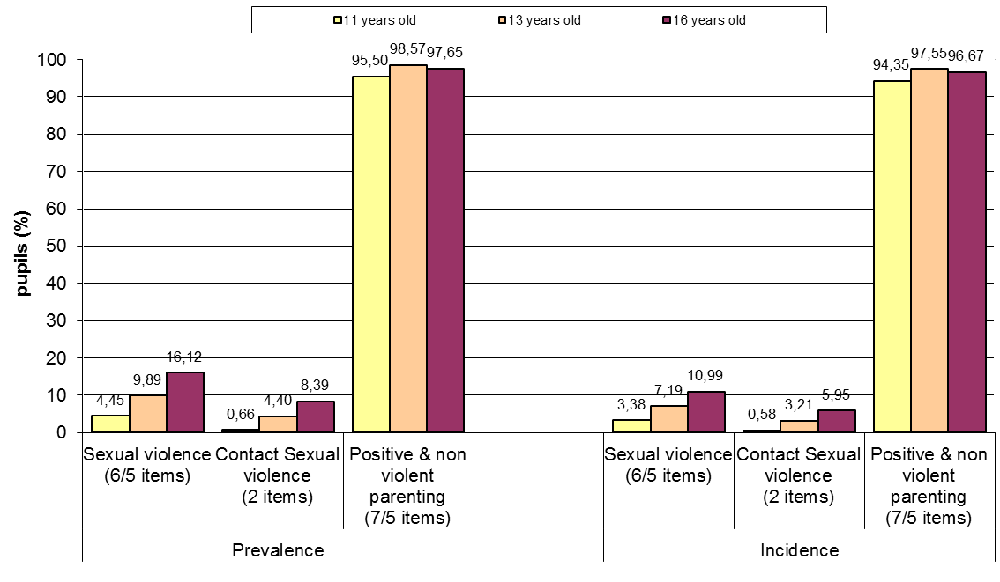 11 years old 13 years old 16 years old
95,50 98,57 97,65 94,35 97,55 96,67
100
90
80
70
60
50
40
30
20
10
0
pupils (%)
4,45 9,89 16,12 0,66 4,40 8,39 3,38 7,19 10,99 0,58 3,21 5,95
Sexual violence
(6/5 items)
Contact Sexual
violence
(2 items)
Positive & non
violent
parenting
(7/5 items)
Sexual violence
(6/5 items)
Contact Sexual
violence
(2 items)
Positive & non
violent
parenting
(7/5 items)
Prevalence
Incidence